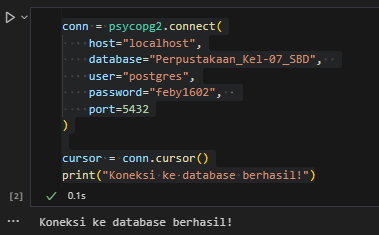 conn = psycopg2.connect(
    host="localhost",
    database="Perpustakaan_Kel-07_SBD",
    user="postgres",
    password="feby1602",
    port=5432
)

cursor = conn.cursor()
print("Koneksi ke database berhasil!")
[2] 0.1s
Koneksi ke database berhasil!